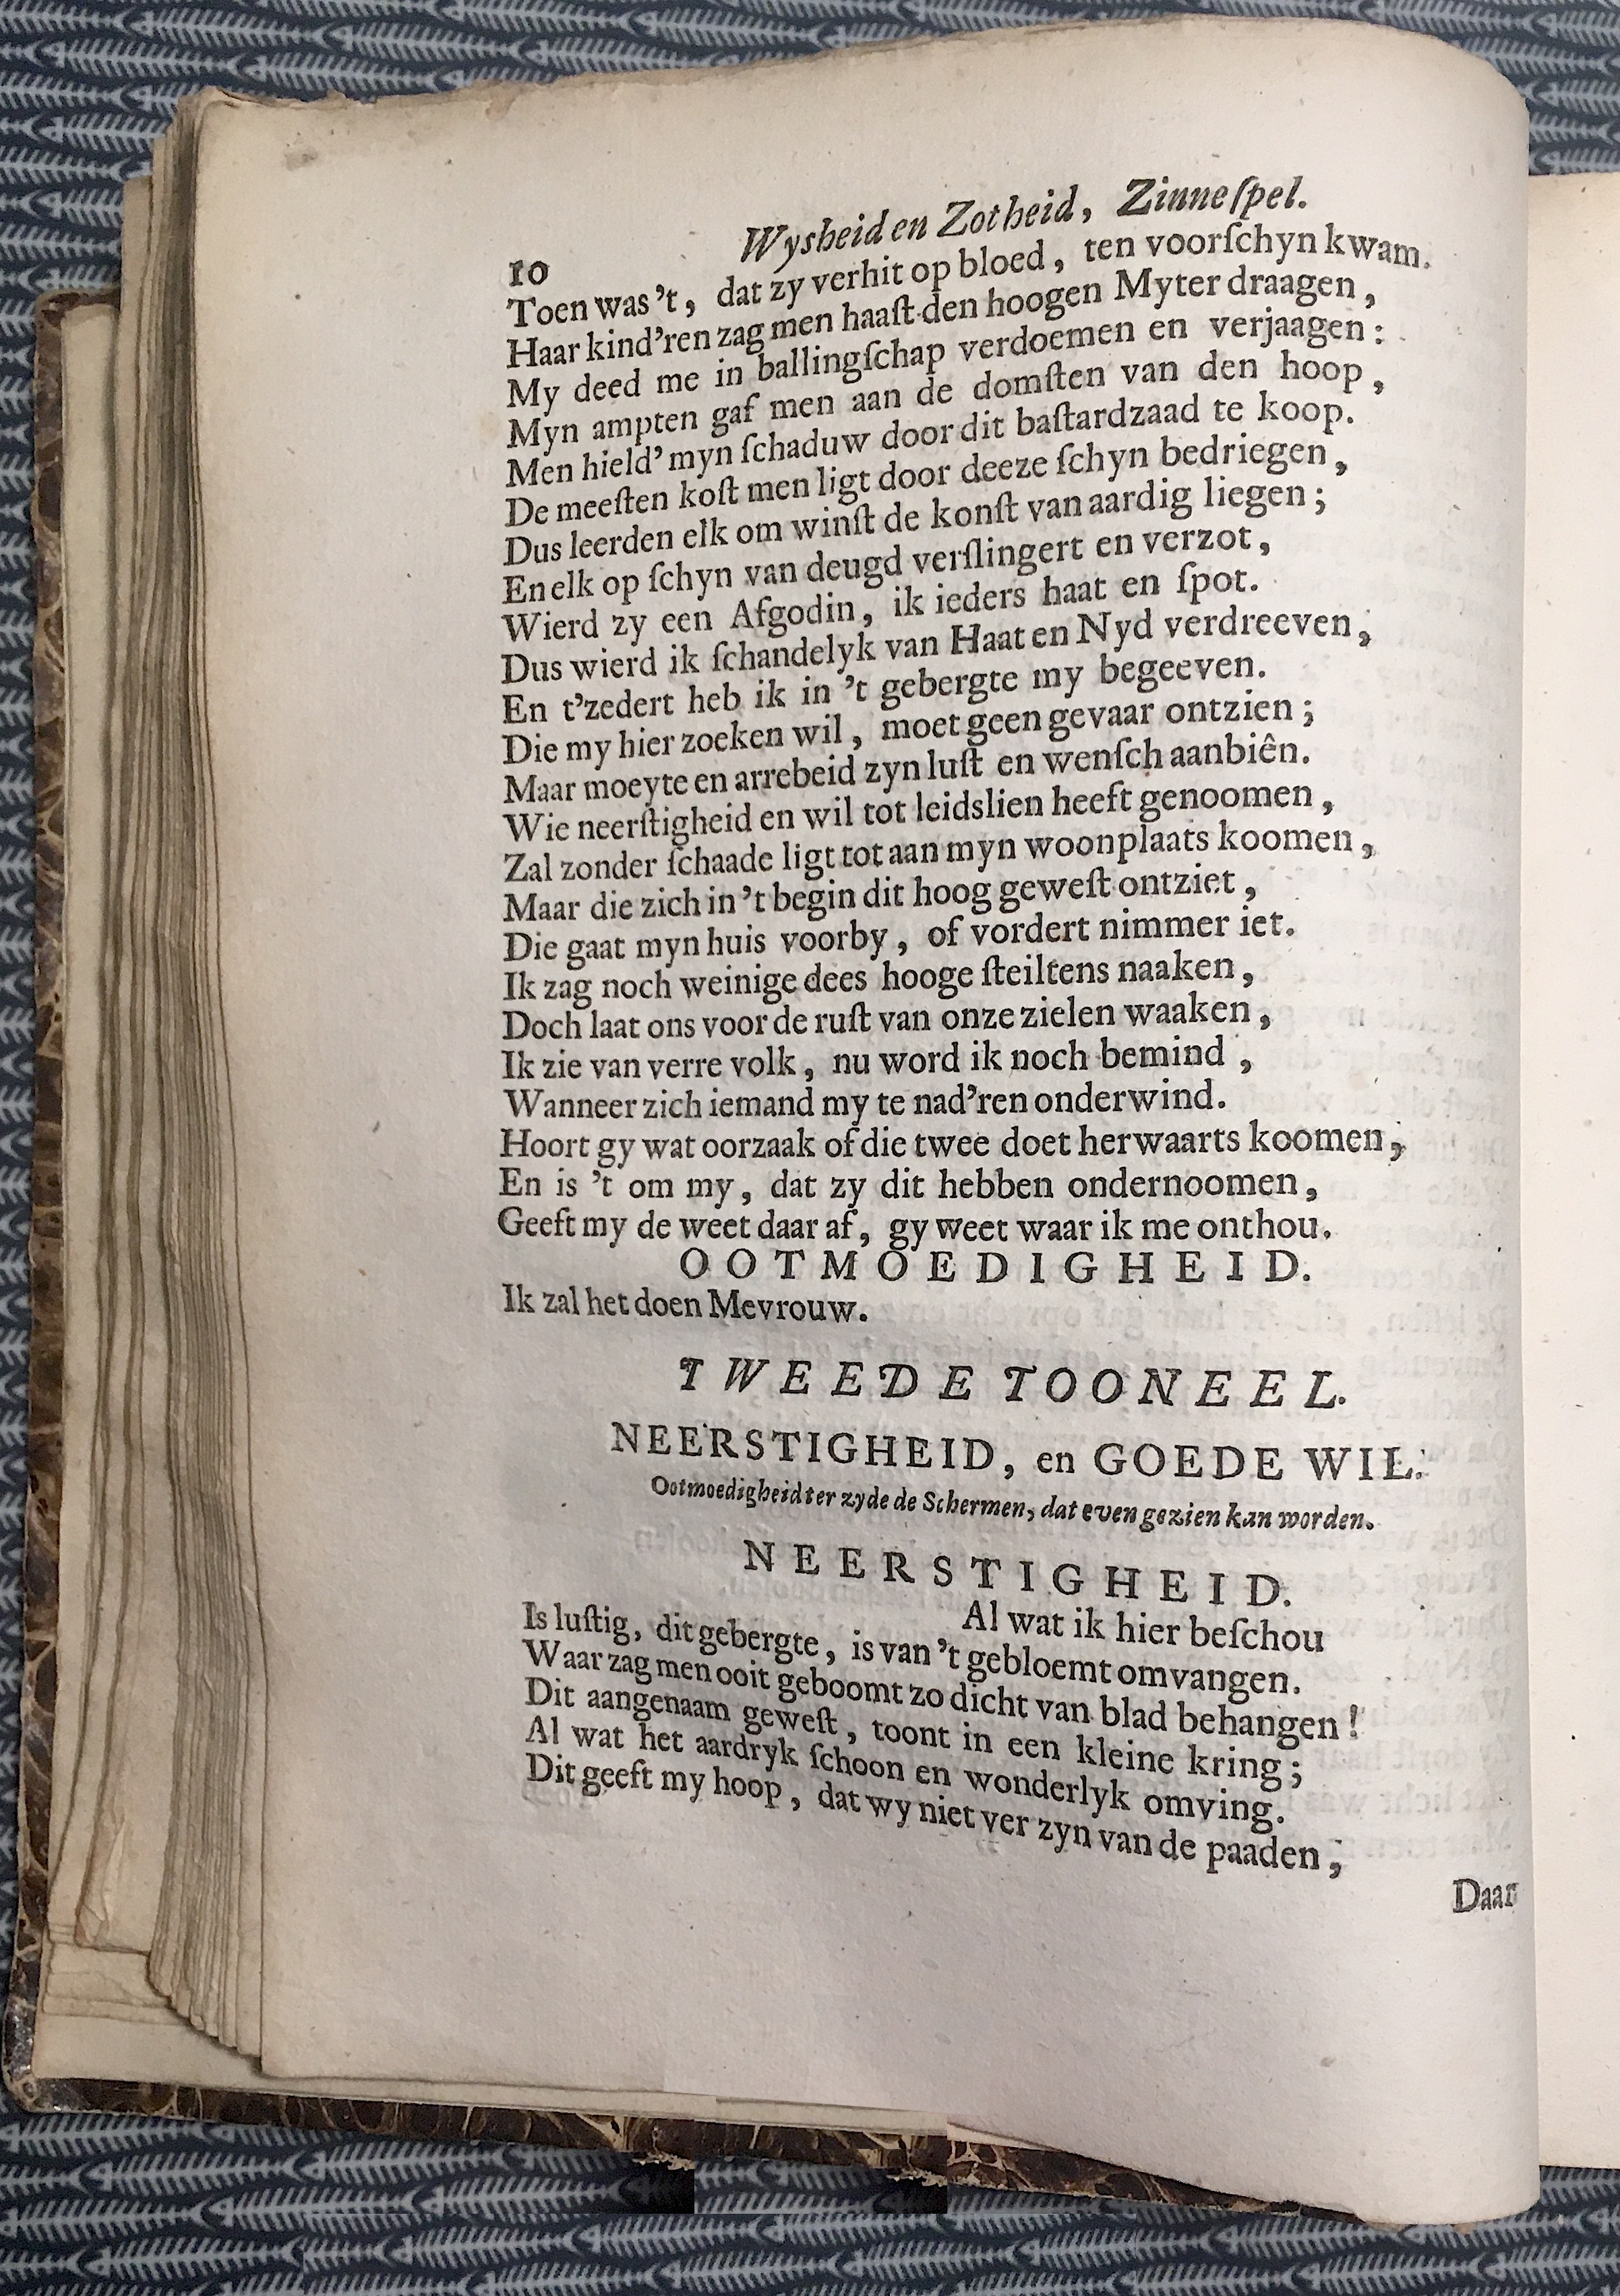 10 Wysheid en Zotheid, Zinneſpel.
Toen was 't, dat zy verhit op bloed, ten voorſchyn kwam.
Haar kind'ren zag men haaſt den hoogen Myter draagen,
My deed me in ballingſchap verdoemen en verjaagen:
Myn ampten gaf men aan de domſten van den hoop,
Men hield' myn ſchaduw door dit baſtardzaad te koop.
De meeſten koſt men ligt door deeze ſchyn bedriegen,
Dus leerden elk om winſt de konſt van aardig liegen;
En elk op ſchyn van deugd verſlingert en verzot,
Wierd zy een Afgodin, ik ieders haat en ſpot.
Dus wierd ik ſchandelyk van Haat en Nyd verdreeven,
En t'zedert heb ik in 't gebergte my begeeven.
Die my hier zoeken wil, moet geen gevaar ontzien;
Maar moeyte en arrebeid zyn luſt en wenſch aanbiên.
Wie neerſtigheid en wil tot leidslien heeft genoomen,
Zal zonder ſchaade ligt tot aan myn woonplaats koomen,
Maar die zich in 't begin dit hoog geweſt ontziet,
Die gaat myn huis voorby, of vordert nimmer iet.
Ik zag noch weinige dees hooge ſteiltens naaken,
Doch laat ons voor de ruſt van onze zielen waaken,
Ik zie van verre volk, nu word ik noch bemind,
Wanneer zich iemand my te nad'ren onderwind.
Hoort gy wat oorzaak of die twee doet herwaarts koomen,
En is 't om my, dat zy dit hebben ondernoomen,
Geeft my de weet daar af, gy weet waar ik me onthou.
OOTMOEDIGHEID.
Ik zal het doen Mevrouw.
TWEEDE TOONEEL.
NEERSTIGHEID, en GOEDE WIL.
Ootmoedigheid ter zyde de Schermen, dat even gezien kan worden.
NEERSTIGHEID.
Al wat ik hier beſchou
Is luſtig, dit gebergte, is van 't gebloemt omvangen.
Waar zag men ooit geboomt zo dicht van blad behangen!
Dit aangenaam geweſt, toont in een kleine kring;
Al wat het aardryk ſchoon en wonderlyk omving.
Dit geeft my hoop, dat wy niet ver zyn van de paaden,
Daar